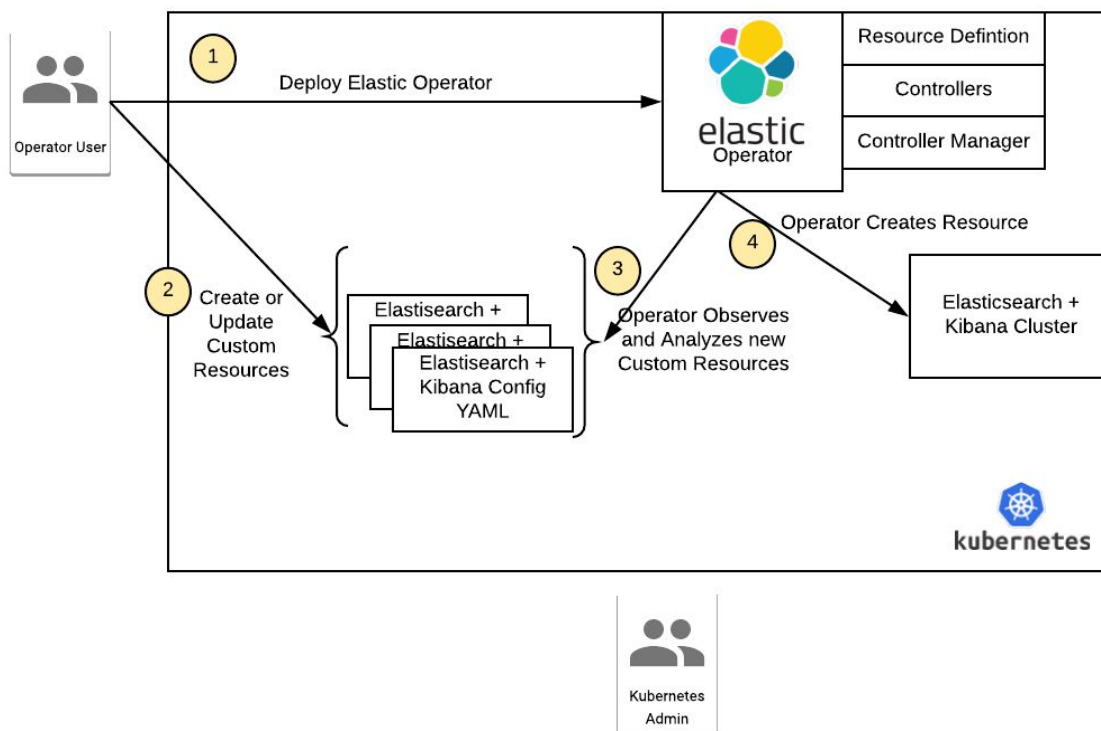 1
Deploy Elastic Operator
Operator User
elastic
Operator
Resource Defintion
Controllers
Controller Manager
2
Create or
Update
Custom
Resources
Elastisearch +
Elastisearch +
Elastisearch +
Kibana Config
YAML
3
Operator Observes
and Analyzes new
Custom Resources
4
Operator Creates Resource
Elasticsearch +
Kibana Cluster
kubernetes
Kubernetes
Admin